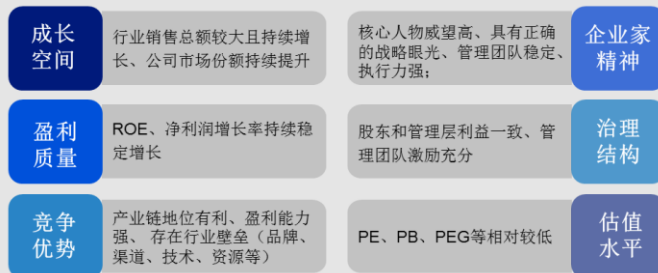 成长
空间
行业销售总额较大且持续增
长、公司市场份额持续提升
核心人物威望高、具有正确
的战略眼光、管理团队稳定、
执行力强；
企业家
精神
盈利
质量
ROE、净利润增长率持续稳
定增长
股东和管理层利益一致、管
理团队激励充分
治理
结构
竞争
优势
产业链地位有利、盈利能力
强、 存在行业壁垒（品牌、
渠道、技术、资源等）
PE、PB、PEG等相对较低
估值
水平